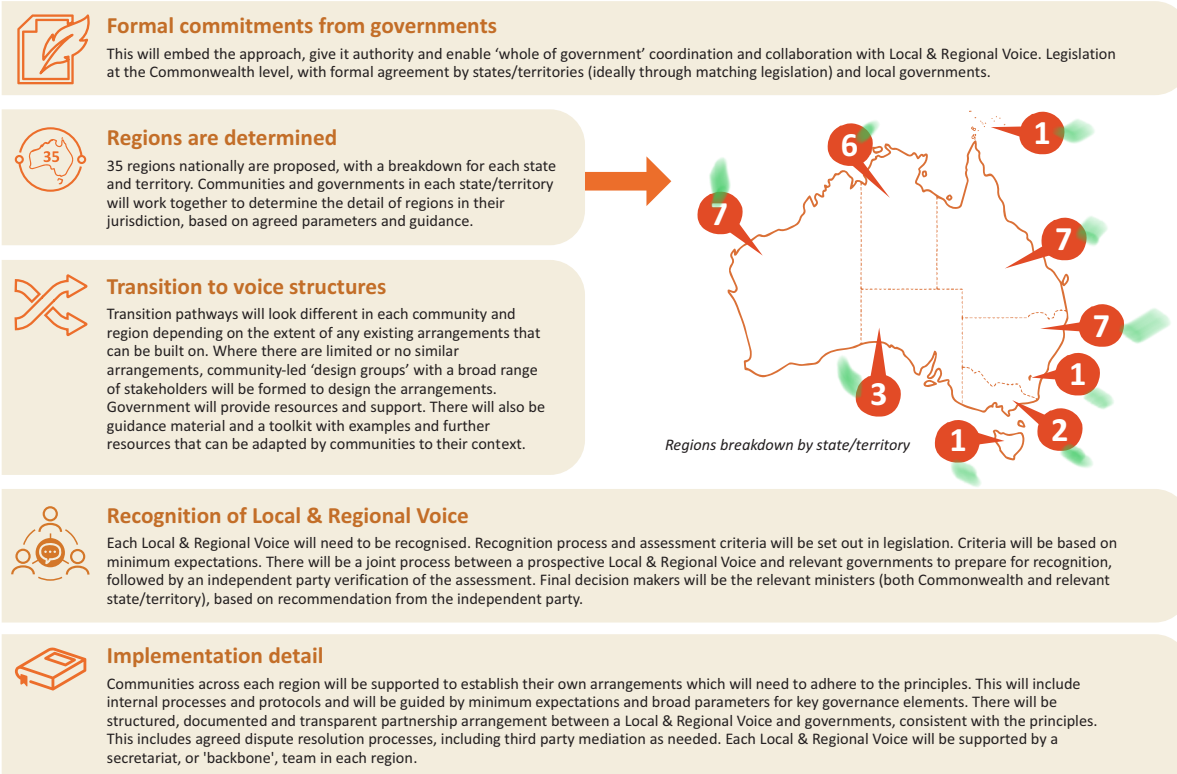 Formal commitments from governments
This will embed the approach, give it authority and enable ‘whole of government’ coordination and collaboration with Local & Regional Voice. Legislation
at the Commonwealth level, with formal agreement by states/territories (ideally through matching legislation) and local governments.
35
Regions are determined
35 regions nationally are proposed, with a breakdown for each state
and territory. Communities and governments in each state/territory
will work together to determine the detail of regions in their
jurisdiction, based on agreed parameters and guidance.
1
6
7
7
7
1
3
2
1
Regions breakdown by state/territory
Transition to voice structures
Transition pathways will look different in each community and
region depending on the extent of any existing arrangements that
can be built on. Where there are limited or no similar
arrangements, community-led ‘design groups’ with a broad range
of stakeholders will be formed to design the arrangements.
Government will provide resources and support. There will also be
guidance material and a toolkit with examples and further
resources that can be adapted by communities to their context.
Recognition of Local & Regional Voice
Each Local & Regional Voice will need to be recognised. Recognition process and assessment criteria will be set out in legislation. Criteria will be based on
minimum expectations. There will be a joint process between a prospective Local & Regional Voice and relevant governments to prepare for recognition,
followed by an independent party verification of the assessment. Final decision makers will be the relevant ministers (both Commonwealth and relevant
state/territory), based on recommendation from the independent party.
Implementation detail
Communities across each region will be supported to establish their own arrangements which will need to adhere to the principles. This will include
internal processes and protocols and will be guided by minimum expectations and broad parameters for key governance elements. There will be
structured, documented and transparent partnership arrangement between a Local & Regional Voice and governments, consistent with the principles.
This includes agreed dispute resolution processes, including third party mediation as needed. Each Local & Regional Voice will be supported by a
secretariat, or 'backbone', team in each region.